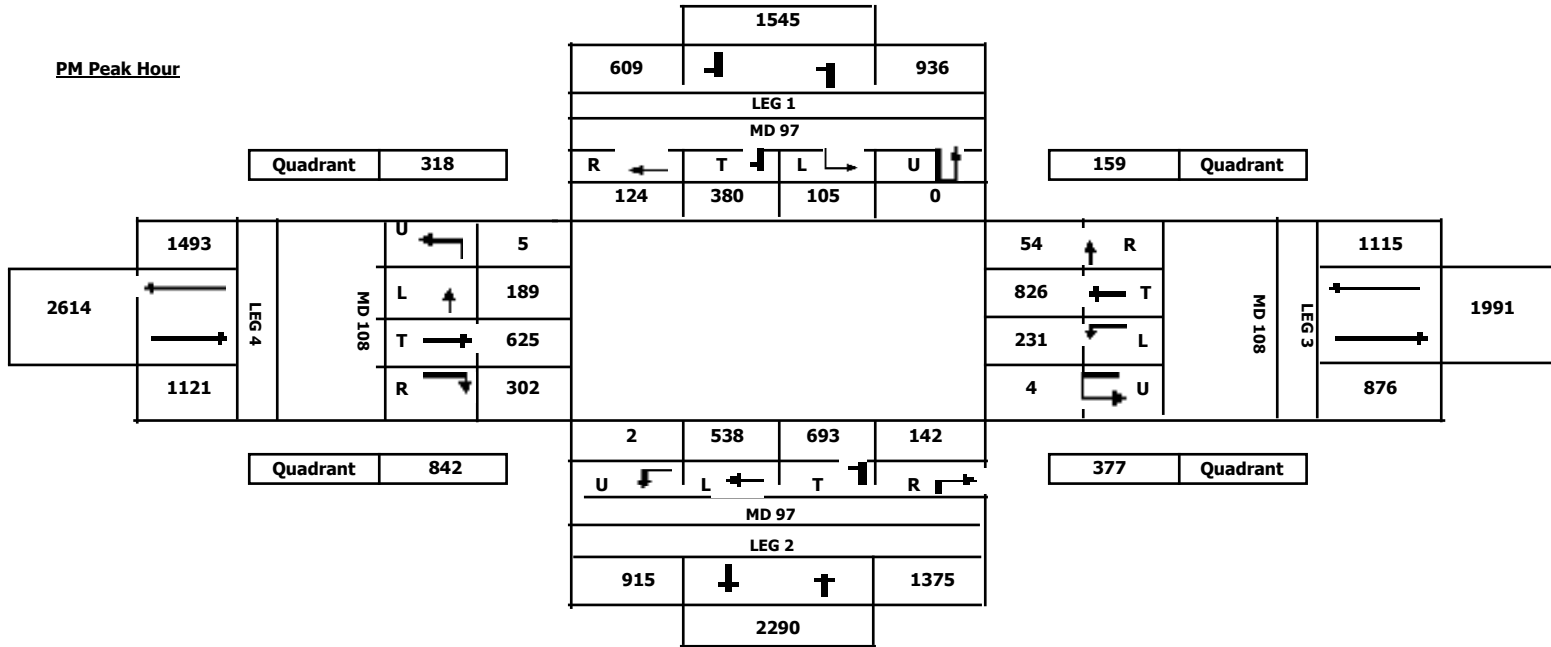 1545
PM Peak Hour
609 936
LEG 1
MD 97
Quadrant 318
R T L U
159 Quadrant
124 380 105 0
1493
U 5
54 R
1115
2614
LEG 4
MD 108
L 189
826 T
MD 108
LEG 3
1991
T 625
231 L
1121
R 302
4 U
876
2 538 693 142
Quadrant 842
U L T R
377 Quadrant
MD 97
LEG 2
915 1375
2290